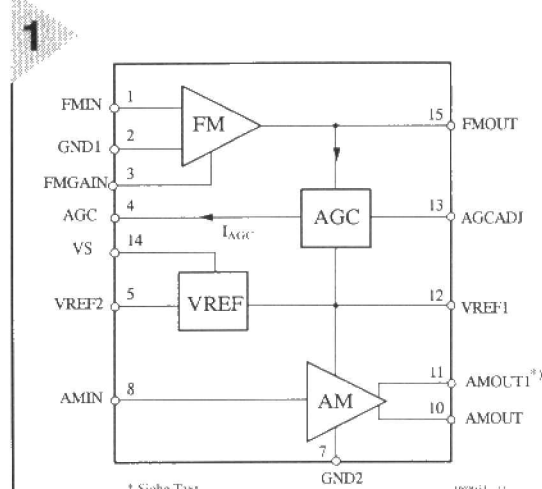 1
FMIN 1
GND1 2
FMGAIN 3
AGC 4
VS 14
VREF2 5
AMIN 8
FM
AGC
IAGC
VREF
AM
15 FMOUT
13 AGCADJ
12 VREF1
11 AMOUT1*)
10 AMOUT
7
GND2
* Siehe Text